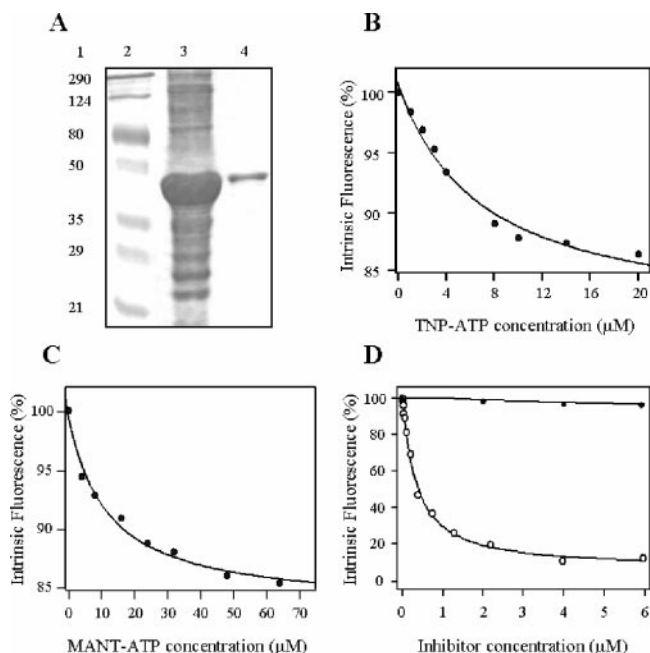 A
1 2 3 4
290
124
80
50
35
29
21
B
Intrinsic Fluorescence (%)
100
95
90
85
0 4 8 12 16 20
TNP-ATP concentration (µM)
C
Intrinsic Fluorescence (%)
100
95
90
85
0 10 20 30 40 50 60 70
MANT-ATP concentration (µM)
D
Intrinsic Fluorescence (%)
100
80
60
40
20
0
0 1 2 3 4 5 6
Inhibitor concentration (µM)